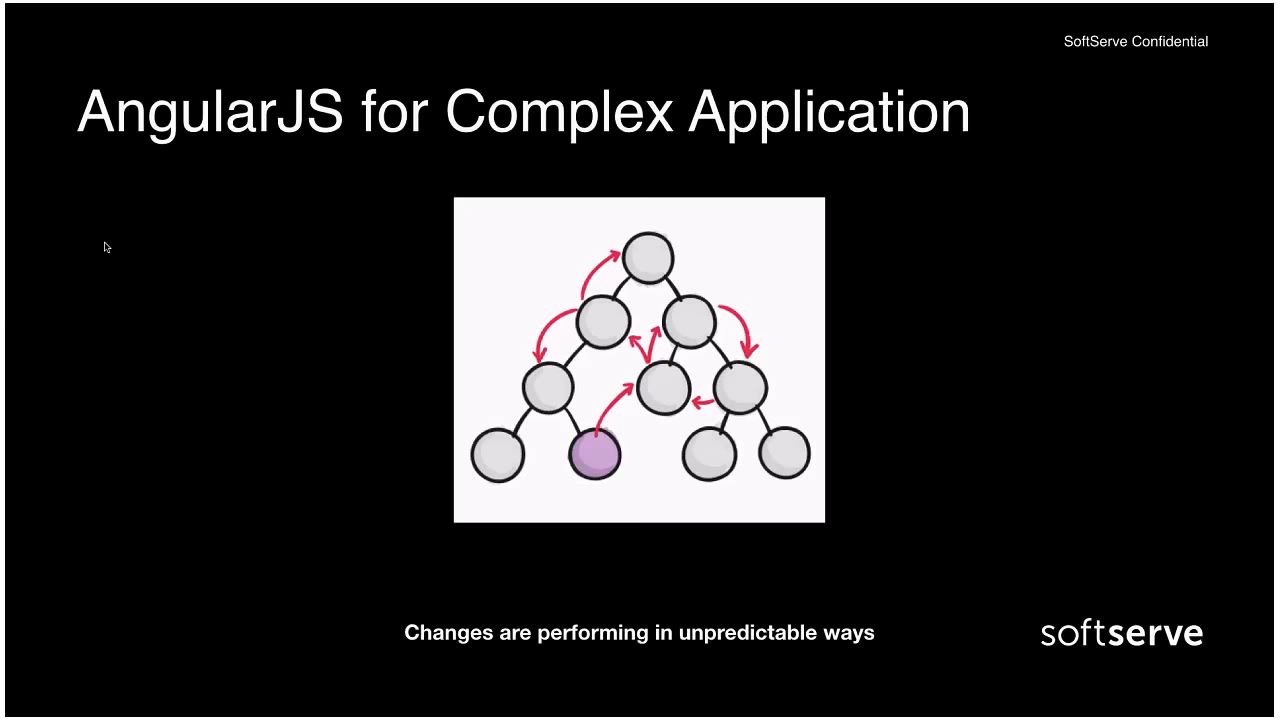 SoftServe Confidential
AngularJS for Complex Application
Changes are performing in unpredictable ways
softserve